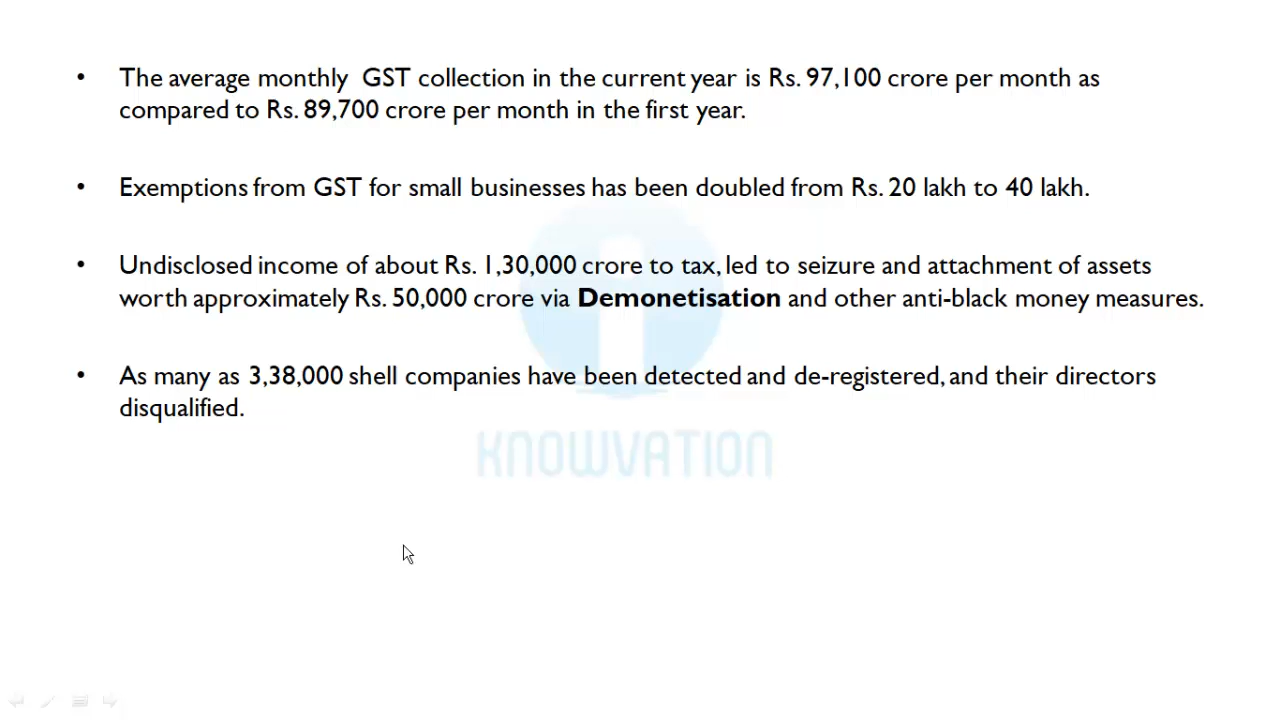 • The average monthly GST collection in the current year is Rs. 97,100 crore per month as
compared to Rs. 89,700 crore per month in the first year.
• Exemptions from GST for small businesses has been doubled from Rs. 20 lakh to 40 lakh.
• Undisclosed income of about Rs. 1,30,000 crore to tax, led to seizure and attachment of assets
worth approximately Rs. 50,000 crore via Demonetisation and other anti-black money measures.
• As many as 3,38,000 shell companies have been detected and de-registered, and their directors
disqualified.
KNOWVATION